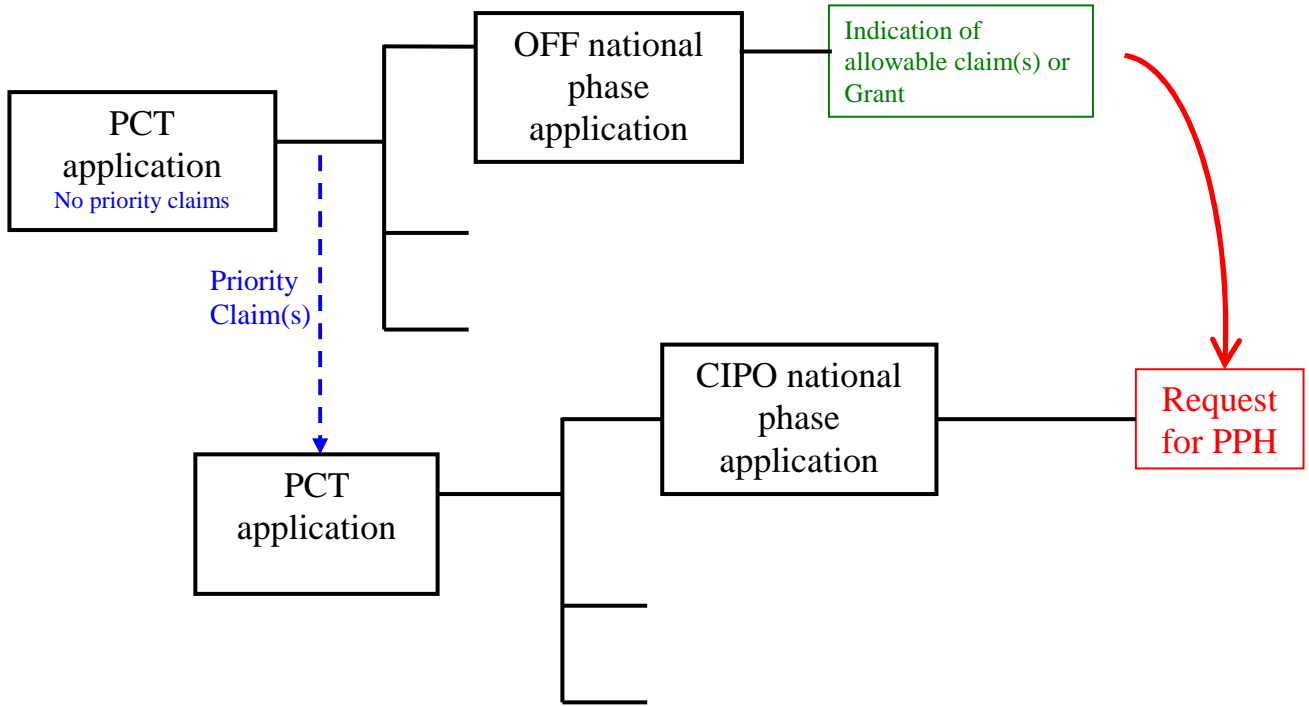 PCT
application
No priority claims
OFF national
phase
application
Indication of
allowable claim(s) or
Grant
Priority
Claim(s)
PCT
application
CIPO national
phase
application
Request
for PPH